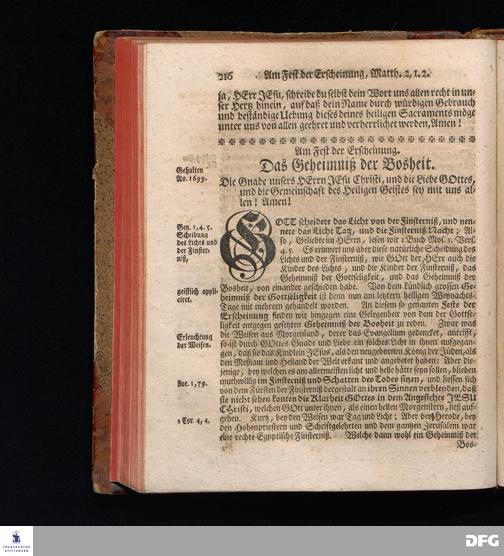 216 Am Fest der Erscheinung, Matth. 2, 1. 2.
ja, HErr JEsu, schreibe du selbst dein Wort uns allen recht in un-
ser Hertz hinein, auf daß dein Name durch würdigen Gebrauch
und beständige Uebung dieses deines heiligen Sacraments möge
unter uns von allen geehret und verherrlichet werden, Amen!
Am Fest der Erscheinung.
Das Geheimniß der Bosheit.
Gehalten
Ao. 1699.
Die Gnade unsers HErrn JEsu Christi, und die Liebe GOttes,
und die Gemeinschaft des Heiligen Geistes sey mit uns al-
len! Amen!
Gen. 1, 4. 5.
Scheidung
des Lichts und
der Finster-
niß,
GOTT scheidete das Licht von der Finsterniß, und nen-
nete das Licht Tag, und die Finsterniß Nacht; Al-
so, Geliebte im HErrn, lesen wir 1 Buch Mos. 1. Vers.
4. 5. Es erinnert uns aber diese natürliche Scheidung des
Lichts und der Finsterniß, wie GOtt der HErr auch die
Kinder des Lichts, und die Kinder der Finsterniß, das
Geheimniß der Gottseligkeit, und das Geheimniß der
geistlich appli-
ciret.
Bosheit, von einander geschieden habe. Von dem kündlich grossen Ge-
heimniß der Gottseligkeit ist denn nun am letztern heiligen Weynachts-
Tage mit mehrern gehandelt worden. An diesem so genanten Feste der
Erscheinung finden wir hingegen eine Gelegenheit von dem der Gottse-
ligkeit entgegen gesetzten Geheimniß der Bosheit zu reden. Zwar was
Erleuchtung
der Weisen.
die Weisen aus Morgenland, derer das Evangelium gedencket, antrifft,
so ist durch GOttes Gnade und Liebe ein solches Licht in ihnen aufgegan-
gen, daß sie das Kindlein JEsus, als den neugebornen König der Jüden, als
den Meßiam und Heiland der Welt erkant und angebetet haben: Aber die-
jenige, bey welchen es am allermeisten licht und helle hätte seyn sollen, blieben
Luc. 1, 79.
muthwillig im Finsterniß und Schatten des Todes sitzen, und liessen sich
von dem Fürsten der Finsterniß dergestalt an ihren Sinnen verblenden, daß
sie nicht sehen konten die Klarheit GOttes in dem Angesichte JESU
CHristi, welchen GOtt unter ihnen, als einen hellen Morgenstern, ließ auf-
2 Cor. 4, 4.
gehen. Kurtz, bey den Weisen war Tag und Licht; Aber bey Herode, bey
den Hohenpriestern und Schriftgelehrten und dem gantzen Jerusalem war
eine rechte Egyptische Finsterniß. Welche dann wohl ein Geheimniß der
Bos-
FRANCKESCHE
STIFTUNGEN
DFG